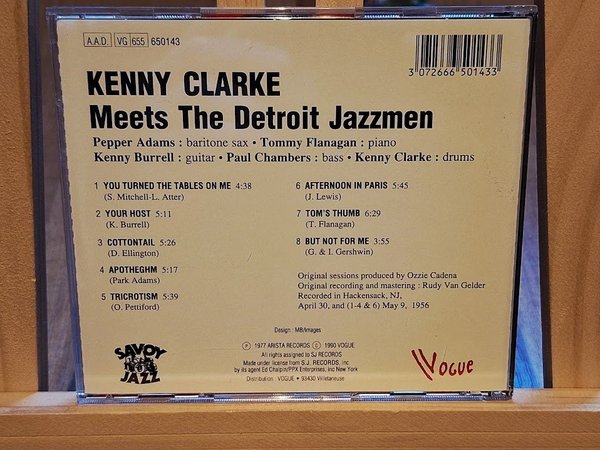 A.A.D. VG 655 650143
3 072666 501433
KENNY CLARKE
Meets The Detroit Jazzmen
Pepper Adams : baritone sax • Tommy Flanagan : piano
Kenny Burrell : guitar • Paul Chambers : bass • Kenny Clarke : drums
1 YOU TURNED THE TABLES ON ME 4:38
(S. Mitchell-L. Atter)
2 YOUR HOST 5:11
(K. Burrell)
3 COTTONTAIL 5:26
(D. Ellington)
4 APOTHEGHM 5:17
(Park Adams)
5 TRICROTISM 5:39
(O. Pettiford)
6 AFTERNOON IN PARIS 5:45
(J. Lewis)
7 TOM'S THUMB 6:29
(T. Flanagan)
8 BUT NOT FOR ME 3:55
(G. & I. Gershwin)
Original sessions produced by Ozzie Cadena
Original recording and mastering : Rudy Van Gelder
Recorded in Hackensack, NJ,
April 30, and (1-4 & 6) May 9, 1956
Design : MB/Images
℗ 1977 ARISTA RECORDS © 1990 VOGUE
All rights assigned to SJ RECORDS
Made under license from S.J. RECORDS, Inc
by its agent Ed Chalpin/PPX Enterprises, inc New York
Distribution : VOGUE • 93430 Villetaneuse
SAVOY
JAZZ
VOGUE